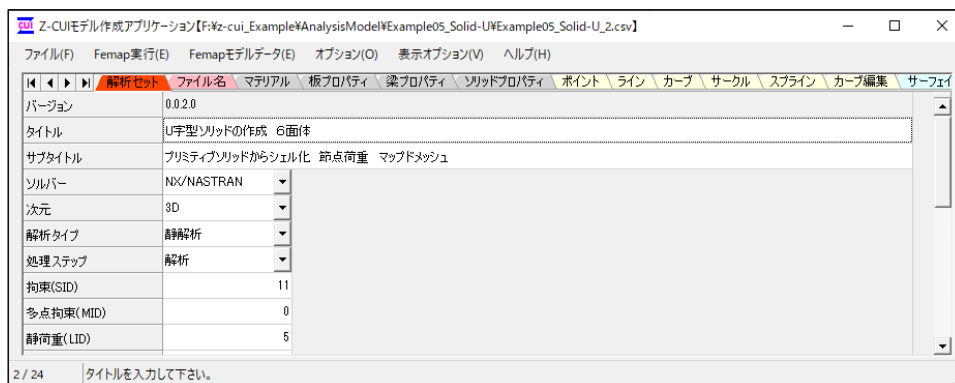 CUI Z-CUIモデル作成アプリケーション【F:¥z-cui_Example¥AnalysisModel¥Example05_Solid-U¥Example05_Solid-U_2.csv】
ファイル(F) Femap実行(E) Femapモデルデータ(E) オプション(O) 表示オプション(V) ヘルプ(H)
解析セット ファイル名 マテリアル 板プロパティ 梁プロパティ ソリッドプロパティ ポイント ライン カーブ サークル スプライン カーブ編集 サーフェイ
バージョン 0.0.2.0
タイトル U字型ソリッドの作成 6面体
サブタイトル プリミティブソリッドからシェル化 節点荷重 マップドメッシュ
ソルバー NX/NASTRAN
次元 3D
解析タイプ 静解析
処理ステップ 解析
拘束(SID) 11
多点拘束(MID) 0
静荷重(LID) 5
2 / 24 タイトルを入力して下さい。